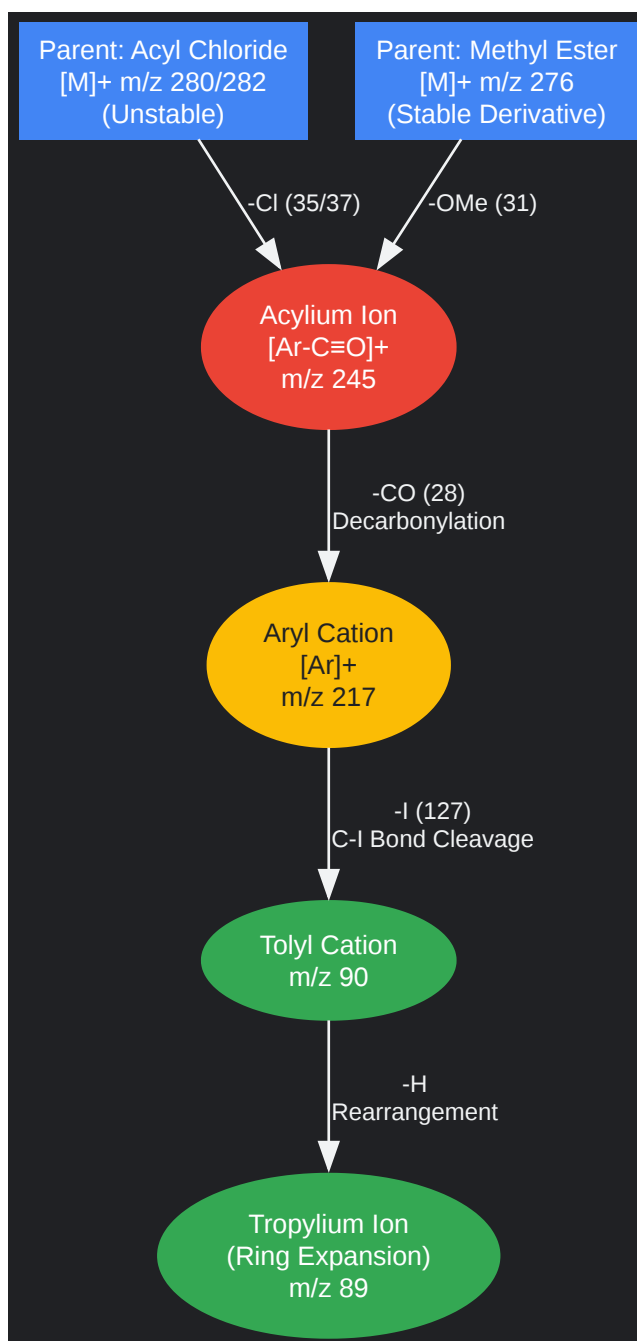 Parent: Acyl Chloride
[M]+ m/z 280/282
(Unstable)
Parent: Methyl Ester
[M]+ m/z 276
(Stable Derivative)
-Cl (35/37)
-OMe (31)
Acylium Ion
[Ar-C≡O]+
m/z 245
-CO (28)
Decarbonylation
Aryl Cation
[Ar]+
m/z 217
-I (127)
C-I Bond Cleavage
Tolyl Cation
m/z 90
-H
Rearrangement
Tropylium Ion
(Ring Expansion)
m/z 89